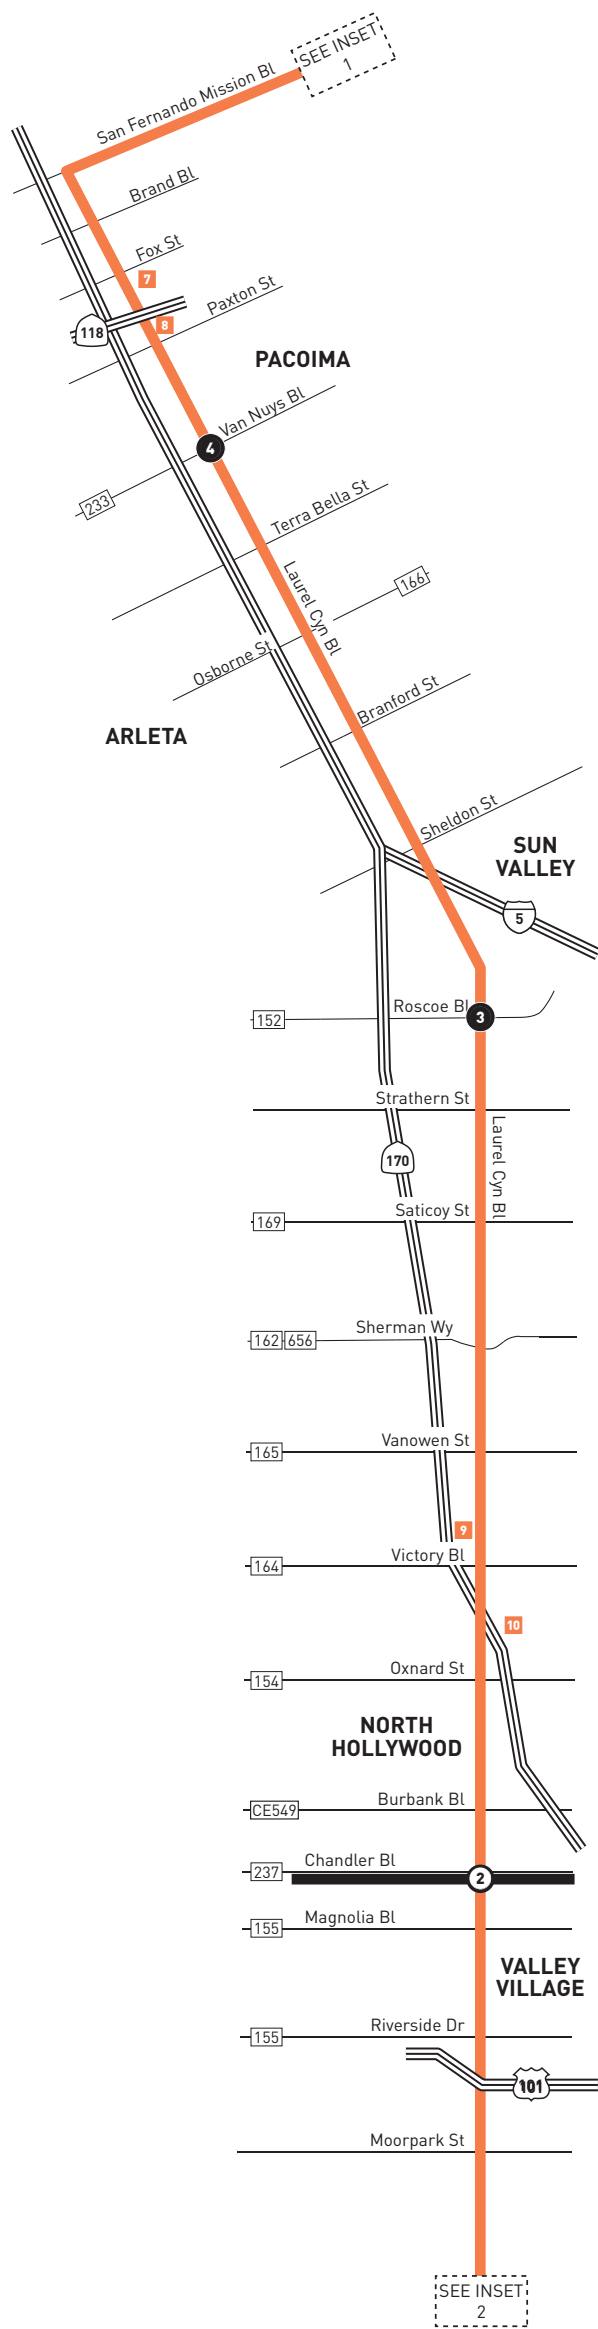 SEE INSET
1
San Fernando Mission Bl
Brand Bl
Fox St
7
Paxton St
118
8
PACOIMA
Van Nuys Bl
4
233
Terra Bella St
Laurel Cyn Bl
166
Osborne St
Branford St
ARLETA
Sheldon St
SUN
VALLEY
5
Roscoe Bl
152
3
Strathern St
Laurel Cyn Bl
170
Saticoy St
169
Sherman Wy
162 656
Vanowen St
165
9
Victory Bl
164
10
Oxnard St
154
NORTH
HOLLYWOOD
Burbank Bl
CE549
Chandler Bl
237
2
Magnolia Bl
155
VALLEY
VILLAGE
Riverside Dr
155
101
Moorpark St
SEE INSET
2